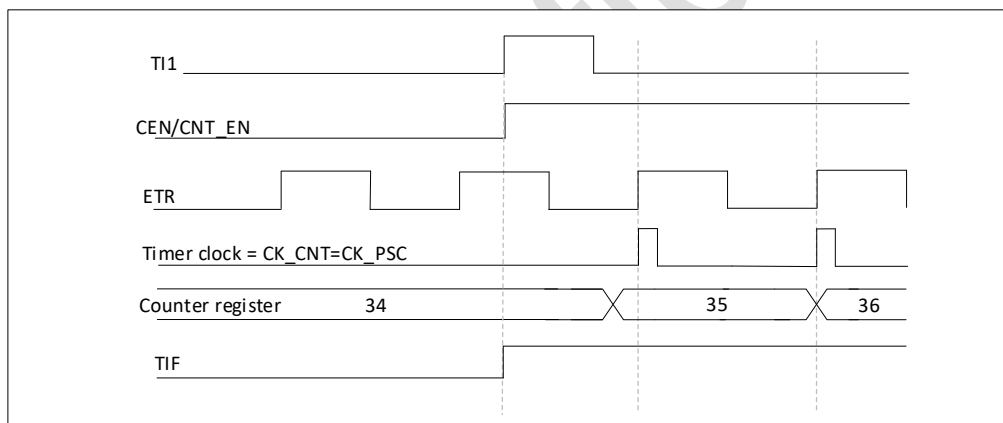 TI1
CEN/CNT_EN
ETR
Timer clock = CK_CNT=CK_PSC
Counter register 34 35 36
TIF